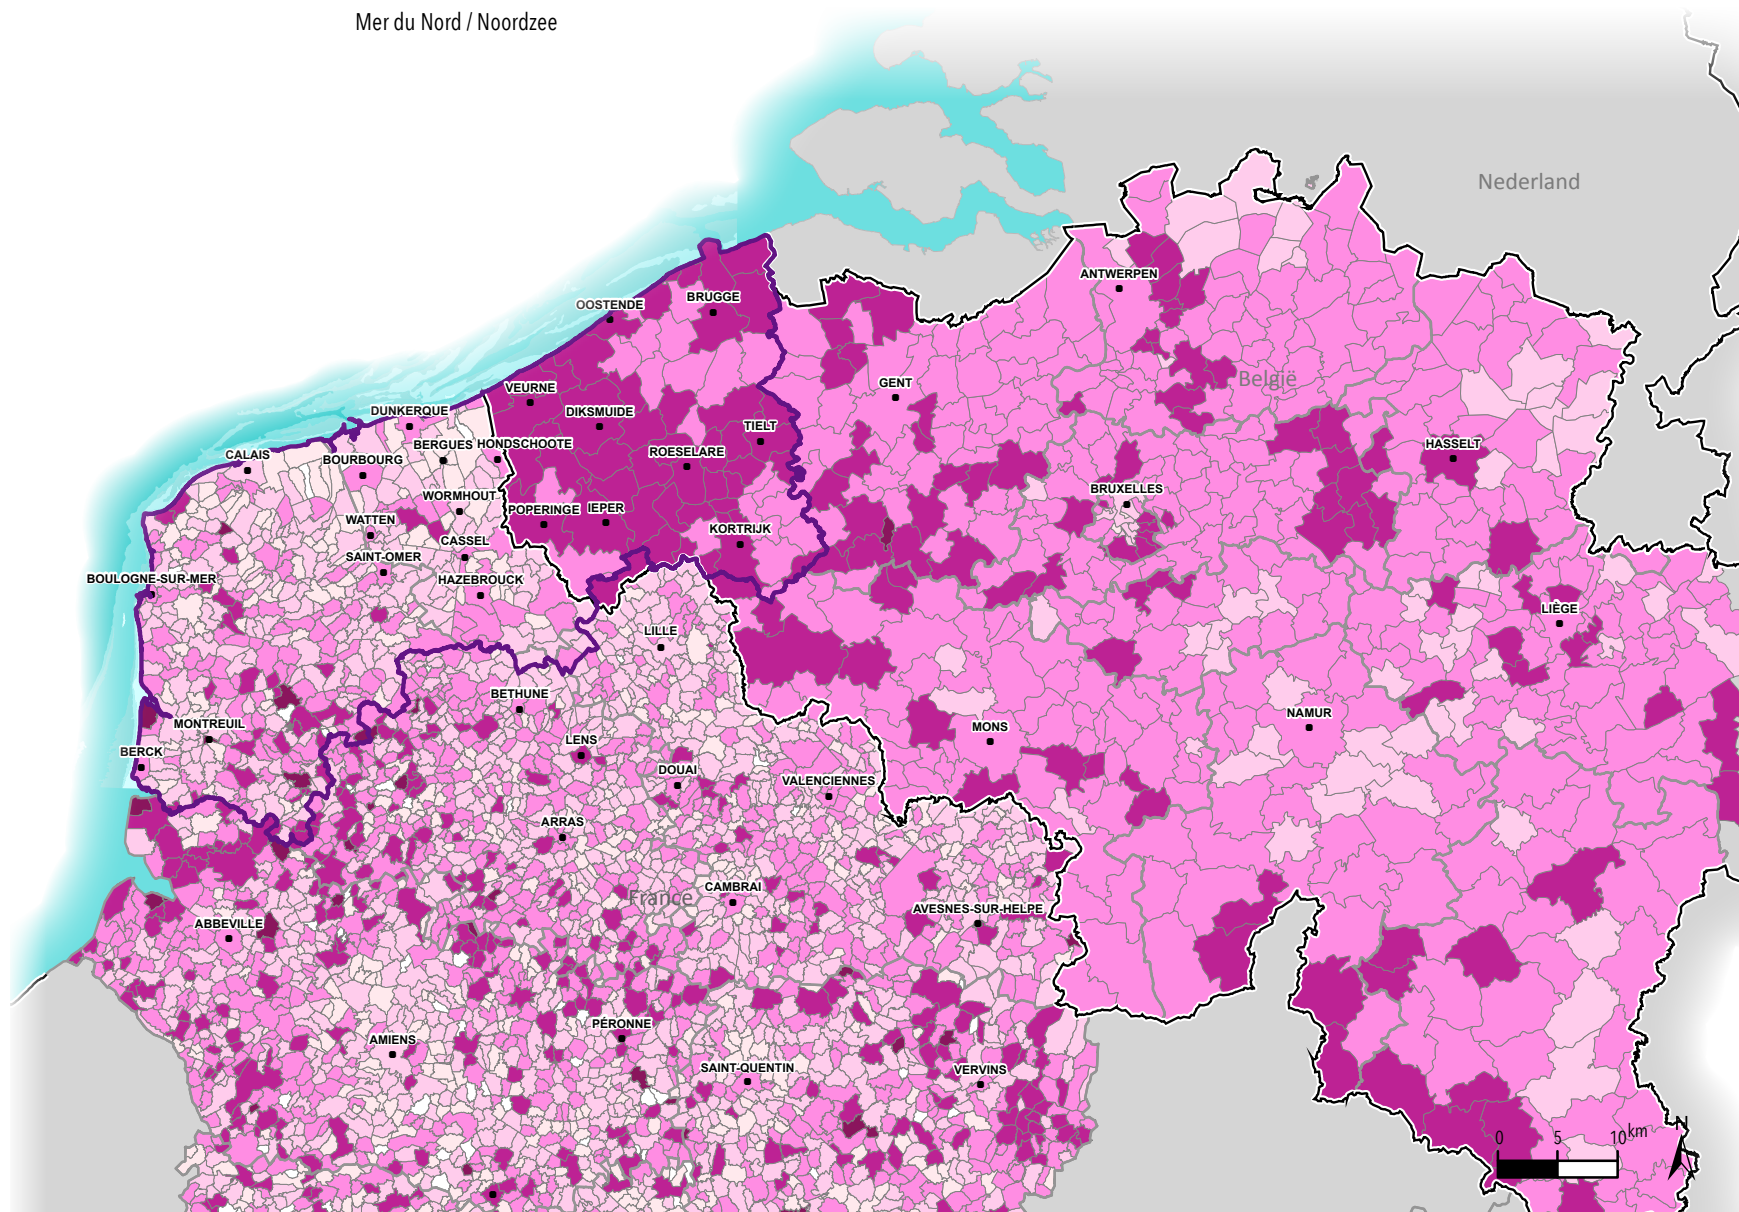 Mer du Nord / Noordzee
Nederland
ANTWERPEN
BRUGGE
OOSTENDE
België
GENT
VEURNE
DUNKERQUE
DIKSMUIDE
TIELT
BERGUES
HONDSCHOOTE
HASSELT
CALAIS
BOURBOURG
ROESELARE
BRUXELLES
WORMHOUT
POPERINGE
IEPER
WATTEN
KORTRIJK
CASSEL
SAINT-OMER
BOULOGNE-SUR-MER
HAZEBROUCK
LIÈGE
LILLE
BETHUNE
NAMUR
MONTREUIL
MONS
LENS
BERCK
DOUAI
VALENCIENNES
ARRAS
CAMBRAI
France
AVESNES-SUR-HELPE
ABBEVILLE
PÉRONNE
AMIENS
SAINT-QUENTIN
VERVINS
N
0 5 10 km